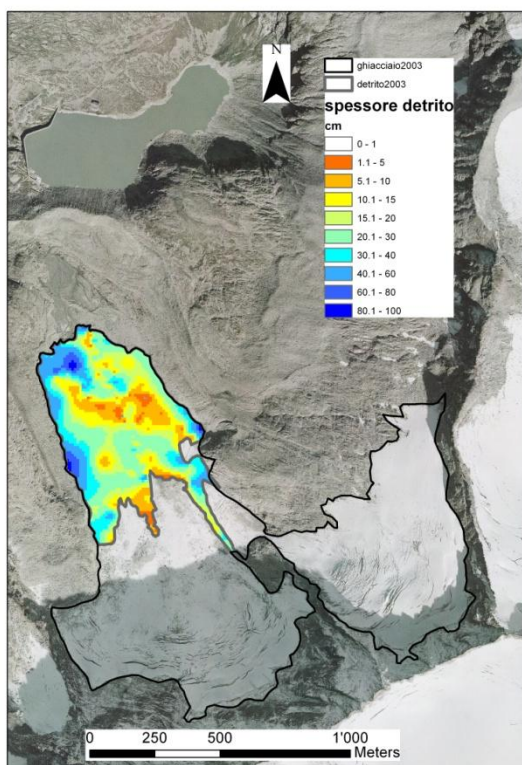 N
ghiacciaio2003
detrito2003
spessore detrito
cm
0 - 1
1.1 - 5
5.1 - 10
10.1 - 15
15.1 - 20
20.1 - 30
30.1 - 40
40.1 - 60
60.1 - 80
80.1 - 100
0 250 500 1'000
Meters